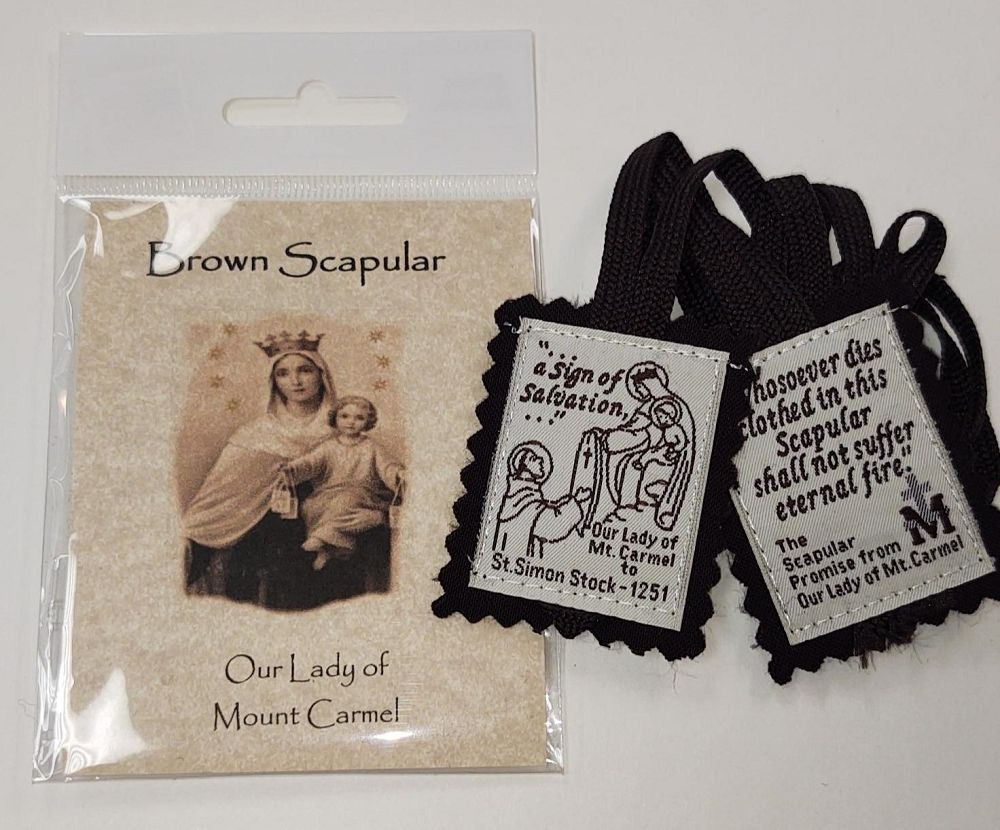 Brown Scapular
Our Lady of
Mount Carmel
"...
a Sign of
Salvation,
..."
Our Lady of
Mt. Carmel
to
St. Simon Stock - 1251
hosoever dies
clothed in this
Scapular
shall not suffer
eternal fire."
M
The
Scapular
Promise from
Our Lady of Mt. Carmel